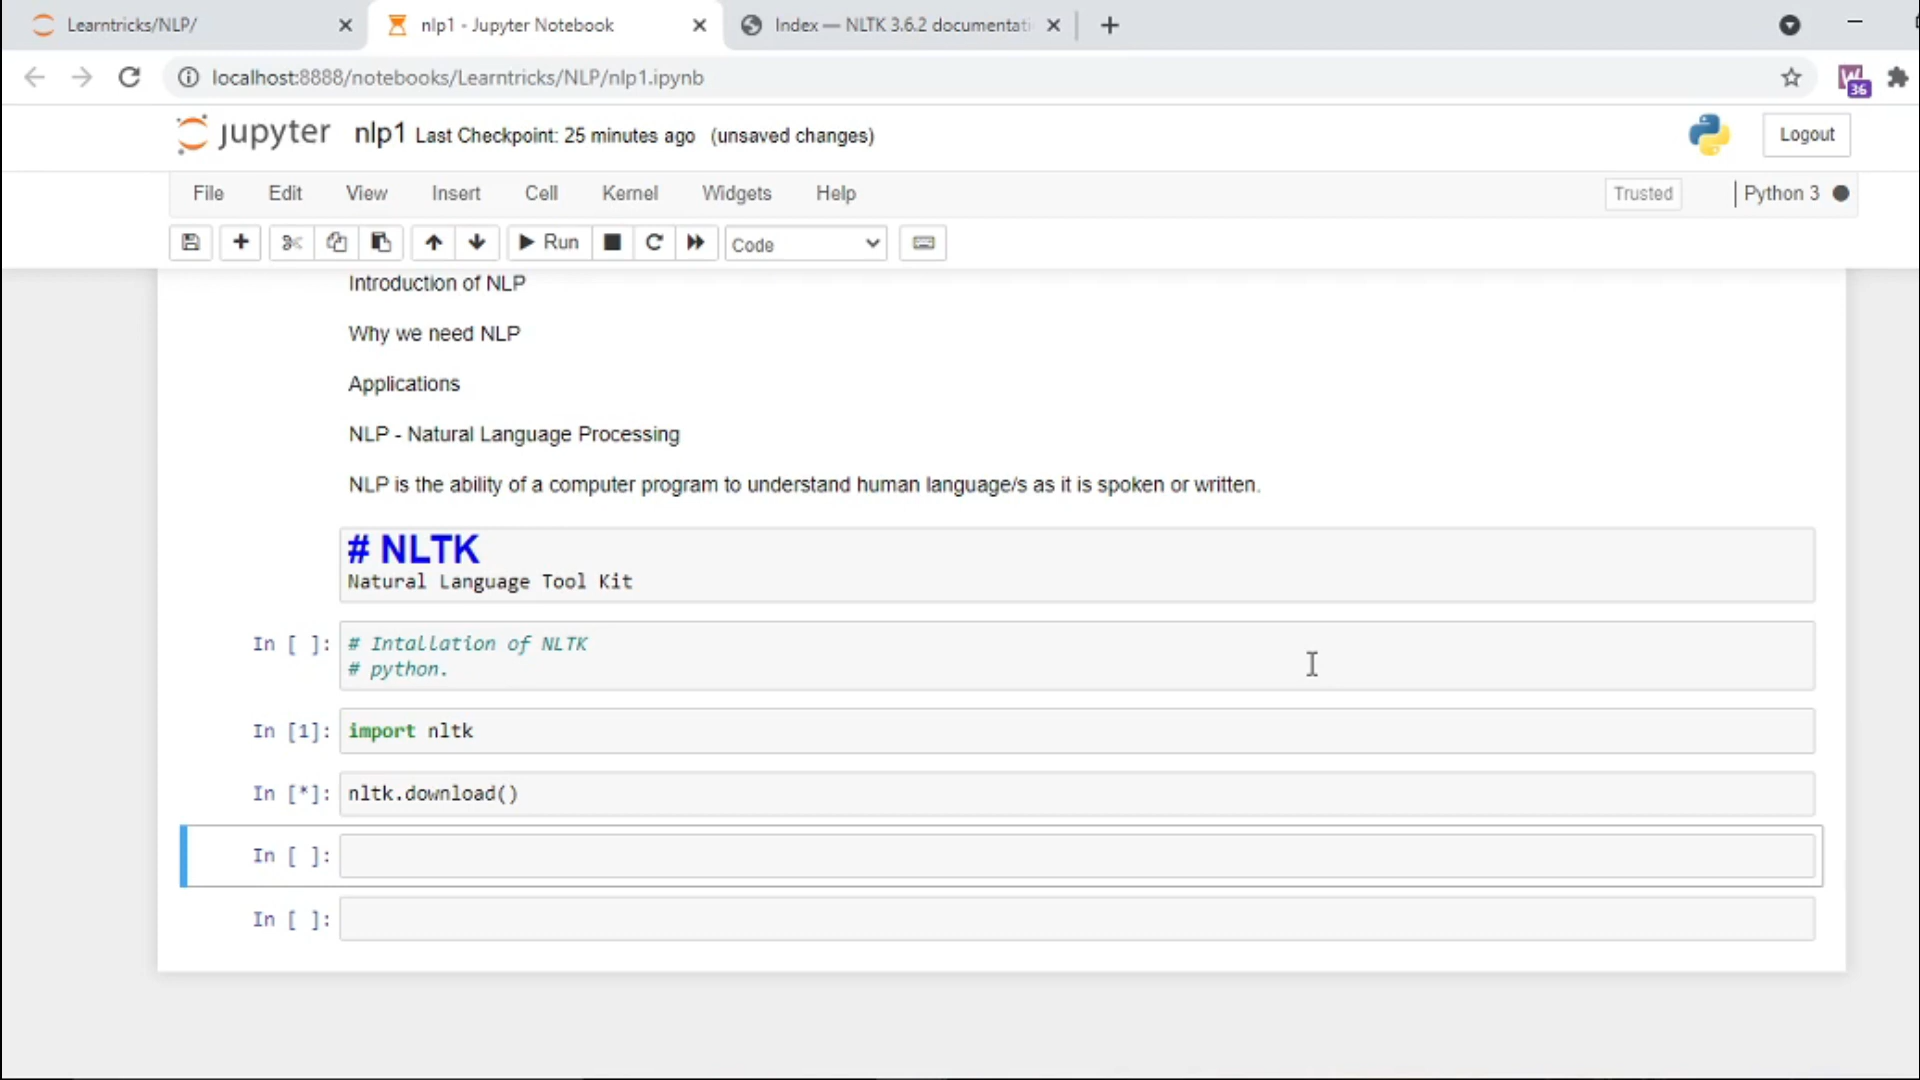 Learntricks/NLP/
nlp1 - Jupyter Notebook
Index — NLTK 3.6.2 documentati
localhost:8888/notebooks/Learntricks/NLP/nlp1.ipynb
36
jupyter nlp1 Last Checkpoint: 25 minutes ago (unsaved changes)
Logout
File Edit View Insert Cell Kernel Widgets Help
Trusted
Python 3
Run
Code
Introduction of NLP
Why we need NLP
Applications
NLP - Natural Language Processing
NLP is the ability of a computer program to understand human language/s as it is spoken or written.
# NLTK
Natural Language Tool Kit
In [ ]: # Intallation of NLTK
# python.
In [1]: import nltk
In [*]: nltk.download()
In [ ]:
In [ ]: